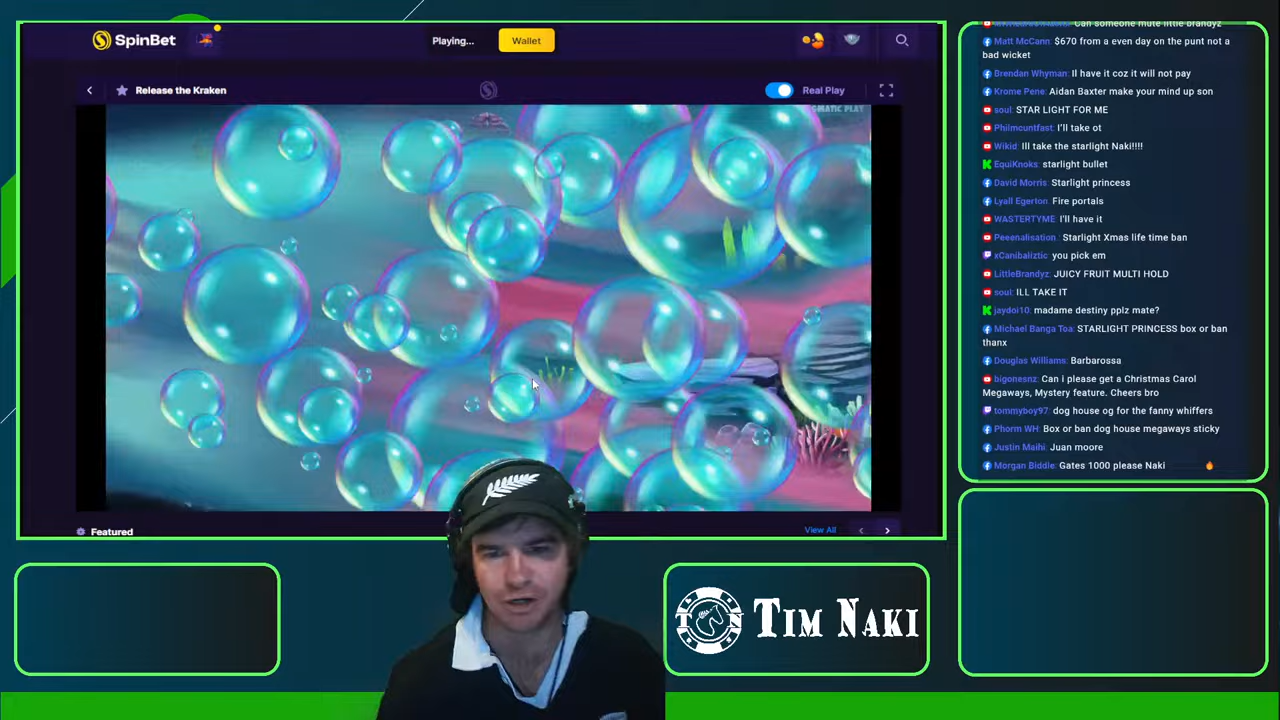 SpinBet
Playing...
Wallet
Release the Kraken
Real Play
Featured
View All
Can someone mute little brandyz
Matt McCann: $670 from a even day on the punt not a
bad wicket
Brendan Whyman: Il have it coz it will not pay
Krome Pene: Aidan Baxter make your mind up son
soul: STAR LIGHT FOR ME
Philmcuntfast: I'll take ot
Wikid: Ill take the starlight Naki!!!!
EquiKnoks: starlight bullet
David Morris: Starlight princess
Lyall Egerton: Fire portals
WASTERTYME: I'll have it
Peeenalisation : Starlight Xmas life time ban
xCanibaliztic: you pick em
LittleBrandyz: JUICY FRUIT MULTI HOLD
soul: ILL TAKE IT
jaydoi10: madame destiny pplz mate?
Michael Banga Toa: STARLIGHT PRINCESS box or ban
thanx
Douglas Williams: Barbarossa
bigonesnz: Can i please get a Christmas Carol
Megaways, Mystery feature. Cheers bro
tommyboy97: dog house og for the fanny whiffers
Phorm WH: Box or ban dog house megaways sticky
Justin Maihi: Juan moore
Morgan Biddle: Gates 1000 please Naki
TIM NAKI